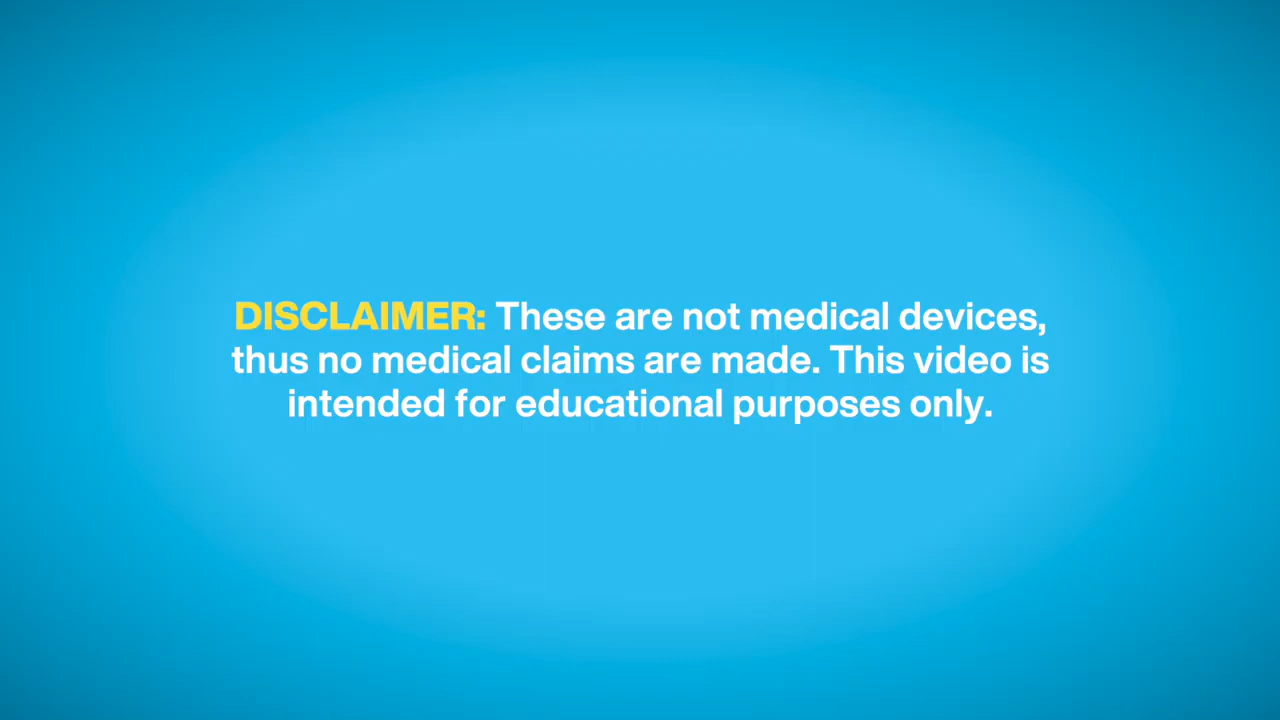 DISCLAIMER: These are not medical devices,
thus no medical claims are made. This video is
intended for educational purposes only.